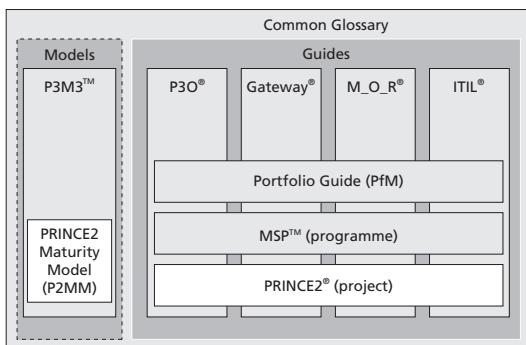 Common Glossary
Models
Guides
P3M3™
P3O®
Gateway®
M_O_R®
ITIL®
Portfolio Guide (PfM)
MSP™ (programme)
PRINCE2® (project)
PRINCE2
Maturity
Model
(P2MM)